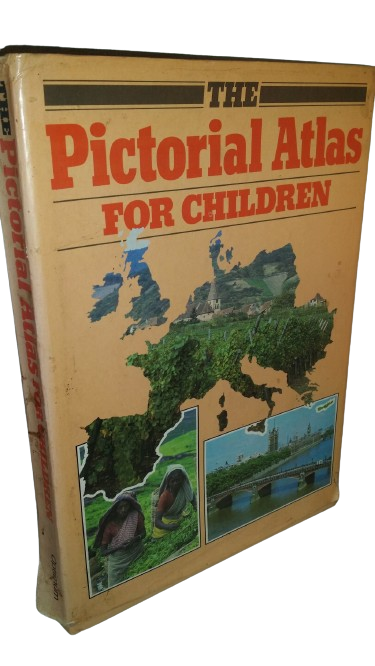 THE
Pictorial Atlas
FOR CHILDREN
THE Pictorial Atlas FOR CHILDREN